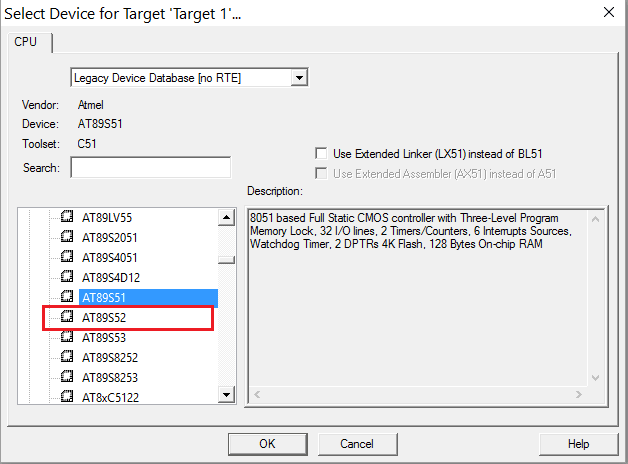 Select Device for Target 'Target 1'...
CPU
Legacy Device Database [no RTE]
Vendor: Atmel
Device: AT89S51
Toolset: C51
Search:
Use Extended Linker (LX51) instead of BL51
Use Extended Assembler (AX51) instead of A51
Description:
AT89LV55
AT89S2051
AT89S4051
AT89S4D12
AT89S51
AT89S52
AT89S53
AT89S8252
AT89S8253
AT8xC5122
8051 based Full Static CMOS controller with Three-Level Program
Memory Lock, 32 I/O lines, 2 Timers/Counters, 6 Interrupts Sources,
Watchdog Timer, 2 DPTRs 4K Flash, 128 Bytes On-chip RAM
OK
Cancel
Help